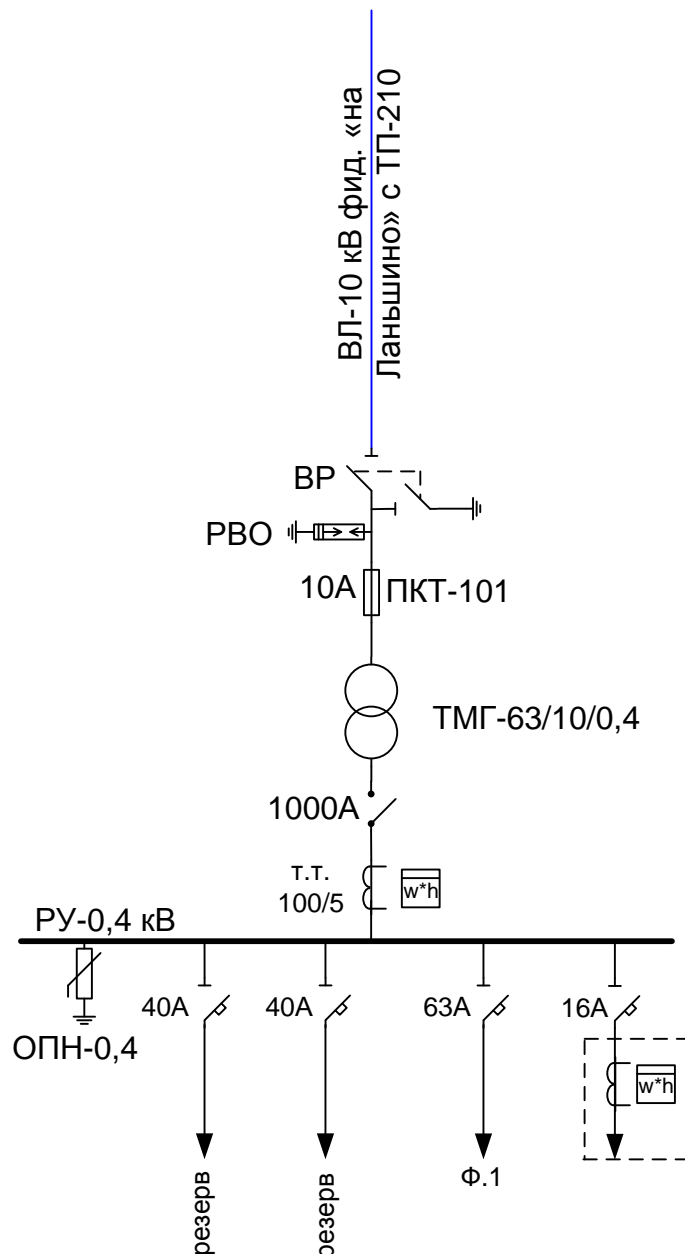 ВЛ-10 кВ фид. «на
Ланьшино» с ТП-210
ВР
РВО
10А
ПКТ-101
ТМГ-63/10/0,4
1000А
т.т.
100/5
w*h
РУ-0,4 кВ
40А
40А
63А
16А
ОПН-0,4
w*h
резерв
резерв
Ф.1